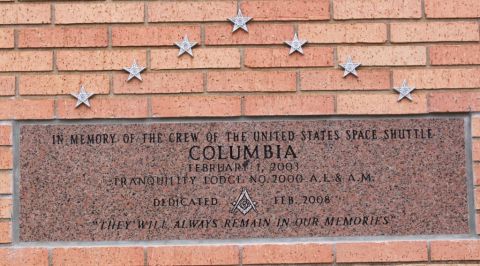 IN MEMORY OF THE CREW OF THE UNITED STATES SPACE SHUTTLE
COLUMBIA
FEBRUARY 1, 2003
TRANQUILITY LODGE NO. 2000 A.F. & A.M.
DEDICATED FEB. 2008
"THEY WILL ALWAYS REMAIN IN OUR MEMORIES"